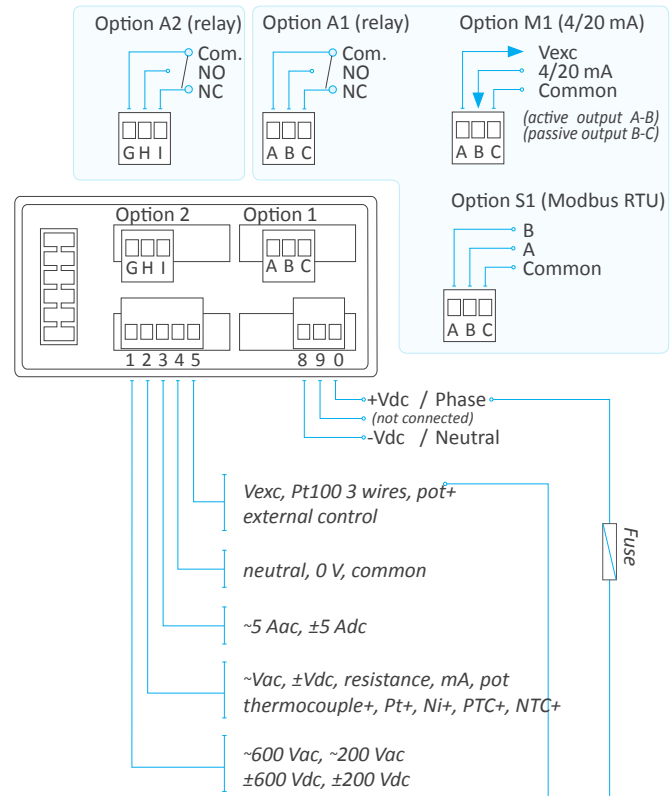 Option A2 (relay)
Com.
NO
NC
G H I
Option A1 (relay)
Com.
NO
NC
A B C
Option M1 (4/20 mA)
Vexc
4/20 mA
Common
(active output A-B)
(passive output B-C)
A B C
Option S1 (Modbus RTU)
B
A
Common
A B C
Option 2
G H I
Option 1
A B C
1 2 3 4 5
8 9 0
+Vdc / Phase
(not connected)
-Vdc / Neutral
Fuse
Vexc, Pt100 3 wires, pot+
external control
neutral, 0 V, common
~5 Aac, ±5 Adc
~Vac, ±Vdc, resistance, mA, pot
thermocouple+, Pt+, Ni+, PTC+, NTC+
~600 Vac, ~200 Vac
±600 Vdc, ±200 Vdc